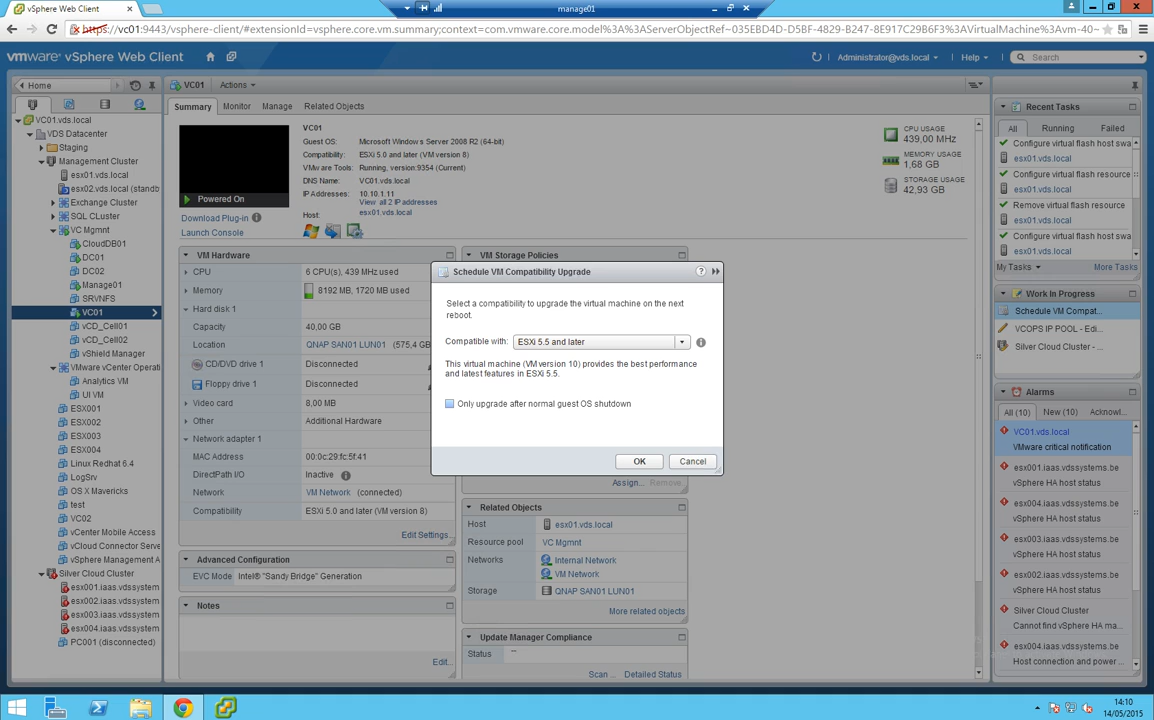 manage01
vSphere Web Client
https://vc01:9443/vsphere-client/#extensionId=vsphere.core.vm.summary;context=com.vmware.core.model%3A%3AServerObjectRef~035EBD4D-D5BF-4829-B247-8E917C29B6F3%3AVirtualMachine%3Avm-40~
vmware® vSphere Web Client
Administrator@vds.local
Help
Search
Home
VC01
Actions
Summary
Monitor
Manage
Related Objects
VC01.vds.local
VDS Datacenter
Staging
Management Cluster
esx01.vds.local
esx02.vds.local (standb
Exchange Cluster
SQL CLuster
VC Mgmnt
CloudDB01
DC01
DC02
Manage01
SRVNFS
VC01
vCD_Cell01
vCD_Cell02
vShield Manager
VMware vCenter Operat
Analytics VM
UI VM
ESX001
ESX002
ESX003
ESX004
Linux Redhat 6.4
LogSrv
OS X Mavericks
test
VC02
vCenter Mobile Access
vCloud Connector Serve
vSphere Management A
Silver Cloud Cluster
esx001.iaas.vdssystem
esx002.iaas.vdssystem
esx003.iaas.vdssystem
esx004.iaas.vdssystem
PC001 (disconnected)
Powered On
Download Plug-in
Launch Console
VC01
Guest OS: Microsoft Windows Server 2008 R2 (64-bit)
Compatibility: ESXi 5.0 and later (VM version 8)
VMware Tools: Running, version:9354 (Current)
DNS Name: VC01.vds.local
IP Addresses: 10.10.1.11
View all 2 IP addresses
Host: esx01.vds.local
CPU USAGE
439,00 MHz
MEMORY USAGE
1,68 GB
STORAGE USAGE
42,93 GB
VM Hardware
CPU 6 CPU(s), 439 MHz used
Memory 8192 MB, 1720 MB used
Hard disk 1
Capacity 40,00 GB
Location QNAP SAN01 LUN01 (575,4 G
CD/DVD drive 1 Disconnected
Floppy drive 1 Disconnected
Video card 8,00 MB
Other Additional Hardware
Network adapter 1
MAC Address 00:0c:29:fc:5f:41
DirectPath I/O Inactive
Network VM Network (connected)
Compatibility ESXi 5.0 and later (VM version 8)
Edit Settings...
Advanced Configuration
EVC Mode Intel® "Sandy Bridge" Generation
Notes
Edit...
VM Storage Policies
Assign... Remove...
Schedule VM Compatibility Upgrade
Select a compatibility to upgrade the virtual machine on the next
reboot.
Compatible with: ESXi 5.5 and later
This virtual machine (VM version 10) provides the best performance
and latest features in ESXi 5.5.
Only upgrade after normal guest OS shutdown
OK
Cancel
Related Objects
Host esx01.vds.local
Resource pool VC Mgmnt
Networks Internal Network
VM Network
Storage QNAP SAN01 LUN01
More related objects
Update Manager Compliance
Status --
Scan ... Detailed Status
Recent Tasks
All Running Failed
Configure virtual flash host swa
esx01.vds.local
Configure virtual flash resource
esx01.vds.local
Remove virtual flash resource
esx01.vds.local
Configure virtual flash host swa
esx01.vds.local
My Tasks
More Tasks
Work In Progress
Schedule VM Compat...
VCOPS IP POOL - Edi...
Silver Cloud Cluster - ...
Alarms
All (10) New (10) Acknowl...
VC01.vds.local
VMware critical notification
esx001.iaas.vdssystems.be
vSphere HA host status
esx004.iaas.vdssystems.be
vSphere HA host status
esx003.iaas.vdssystems.be
vSphere HA host status
esx002.iaas.vdssystems.be
vSphere HA host status
Silver Cloud Cluster
Cannot find vSphere HA ma...
esx004.iaas.vdssystems.be
Host connection and power ...
14:10
14/05/2015